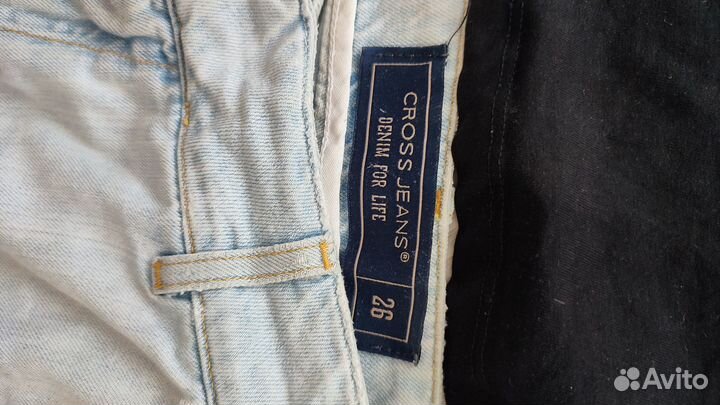 CROSS JEANS®
DENIM FOR LIFE
26
Avito